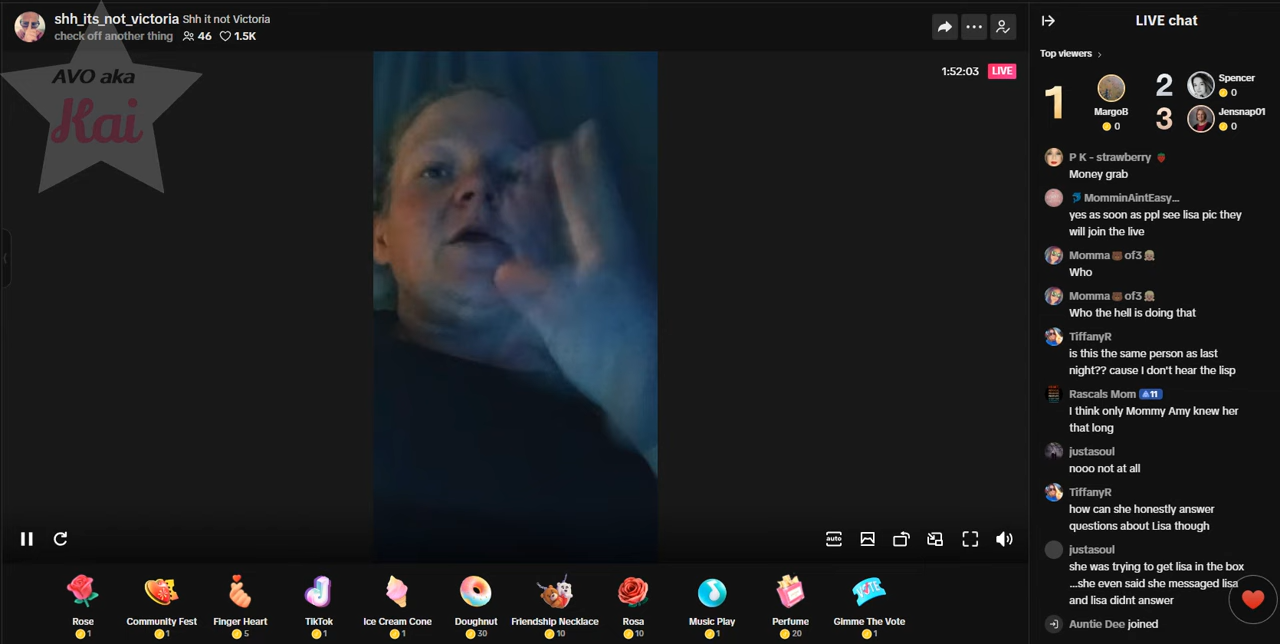 shh_its_not_victoria Shh it not Victoria
check off another thing 46 1.5K
AVO aka
Kai
1:52:03 LIVE
LIVE chat
Top viewers
1
MargoB
0
2
Spencer
0
3
Jensnap01
0
P K - strawberry
Money grab
MomminAintEasy...
yes as soon as ppl see lisa pic they
will join the live
Momma of3
Who
Momma of3
Who the hell is doing that
TiffanyR
is this the same person as last
night?? cause I don't hear the lisp
Rascals Mom 11
I think only Mommy Amy knew her
that long
justasoul
nooo not at all
TiffanyR
how can she honestly answer
questions about Lisa though
justasoul
she was trying to get lisa in the box
...she even said she messaged lisa
and lisa didnt answer
Auntie Dee joined
auto
VOTE
Rose
1
Community Fest
1
Finger Heart
5
TikTok
1
Ice Cream Cone
1
Doughnut
30
Friendship Necklace
10
Rosa
10
Music Play
1
Perfume
20
GImme The Vote
1